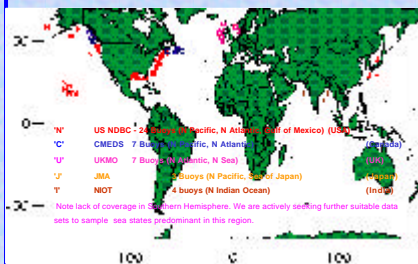 'N' US NDBC - 24 Buoys (N Pacific, N Atlantic, Gulf of Mexico) (USA)
'C' CMEDS 7 Buoys (N Pacific, N Atlantic) (Canada)
'U' UKMO 7 Buoys (N Atlantic, N Sea) (UK)
'J' JMA 3 Buoys (N Pacific, Sea of Japan) (Japan)
'I' NIOT 4 buoys (N Indian Ocean) (India)
Note lack of coverage in Southern Hemisphere. We are actively seeking further suitable data
sets to sample sea states predominant in this region.
0
100 0 100